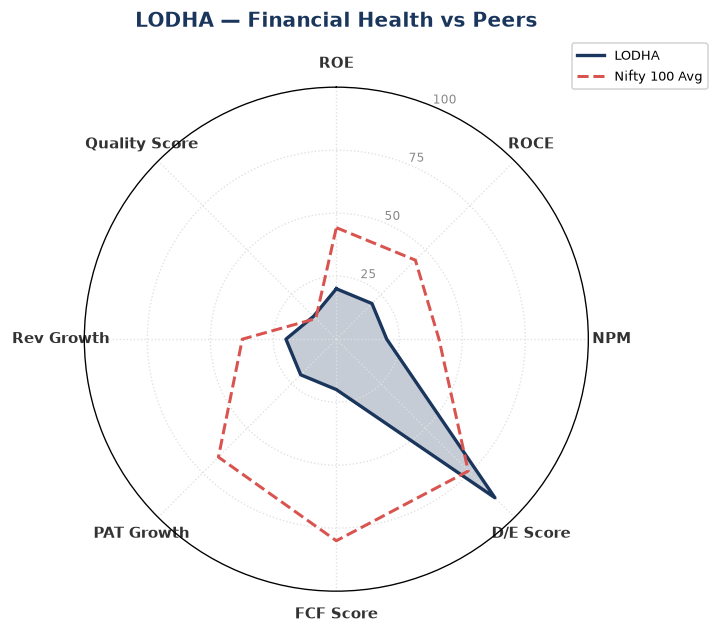 LODHA — Financial Health vs Peers
LODHA
Nifty 100 Avg
ROE
100
Quality Score
ROCE
75
50
25
Rev Growth
NPM
PAT Growth
D/E Score
FCF Score